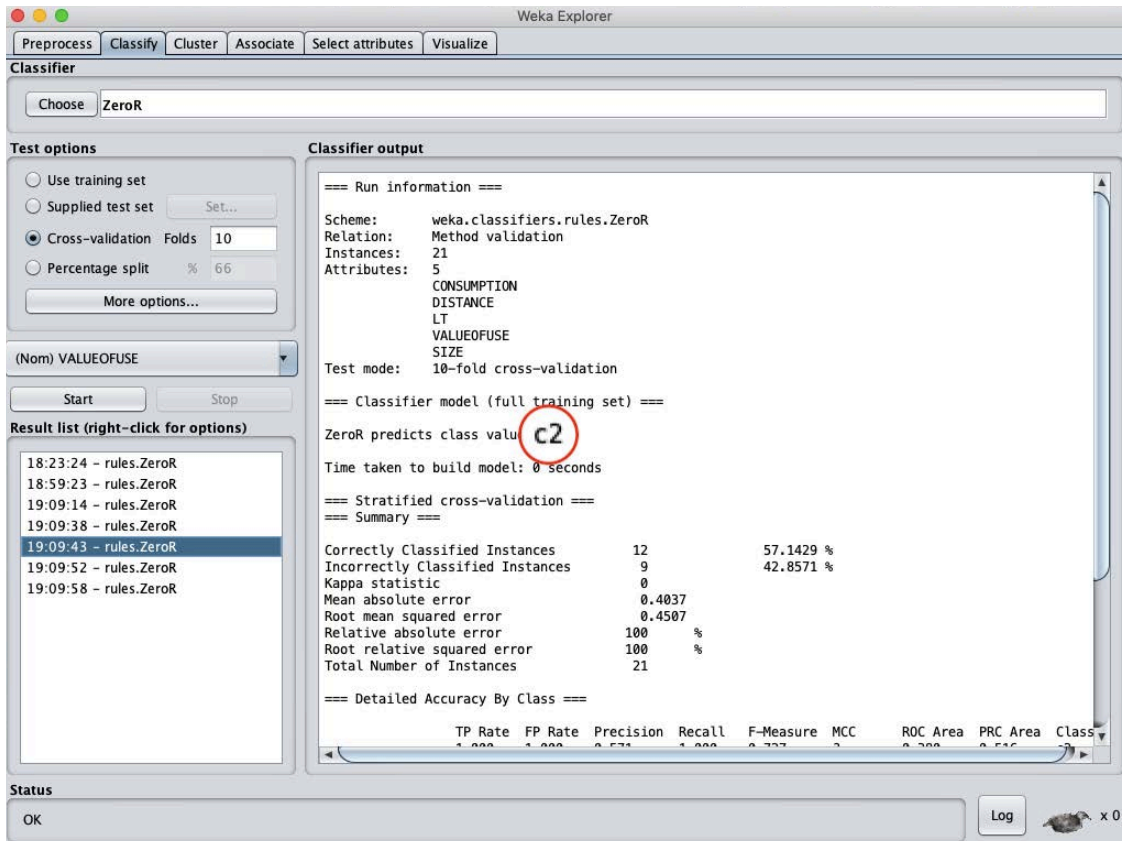 Weka Explorer
Preprocess Classify Cluster Associate Select attributes Visualize
Classifier
Choose ZeroR
Test options
Use training set
Supplied test set Set...
Cross-validation Folds 10
Percentage split % 66
More options...
(Nom) VALUEOFUSE
Start Stop
Result list (right-click for options)
18:23:24 - rules.ZeroR
18:59:23 - rules.ZeroR
19:09:14 - rules.ZeroR
19:09:38 - rules.ZeroR
19:09:43 - rules.ZeroR
19:09:52 - rules.ZeroR
19:09:58 - rules.ZeroR
Classifier output
=== Run information ===
Scheme: weka.classifiers.rules.ZeroR
Relation: Method validation
Instances: 21
Attributes: 5
CONSUMPTION
DISTANCE
LT
VALUEOFUSE
SIZE
Test mode: 10-fold cross-validation
=== Classifier model (full training set) ===
ZeroR predicts class valu c2
Time taken to build model: 0 seconds
=== Stratified cross-validation ===
=== Summary ===
Correctly Classified Instances 12 57.1429 %
Incorrectly Classified Instances 9 42.8571 %
Kappa statistic 0
Mean absolute error 0.4037
Root mean squared error 0.4507
Relative absolute error 100 %
Root relative squared error 100 %
Total Number of Instances 21
=== Detailed Accuracy By Class ===
TP Rate FP Rate Precision Recall F-Measure MCC ROC Area PRC Area Class
Status
OK
Log
x 0